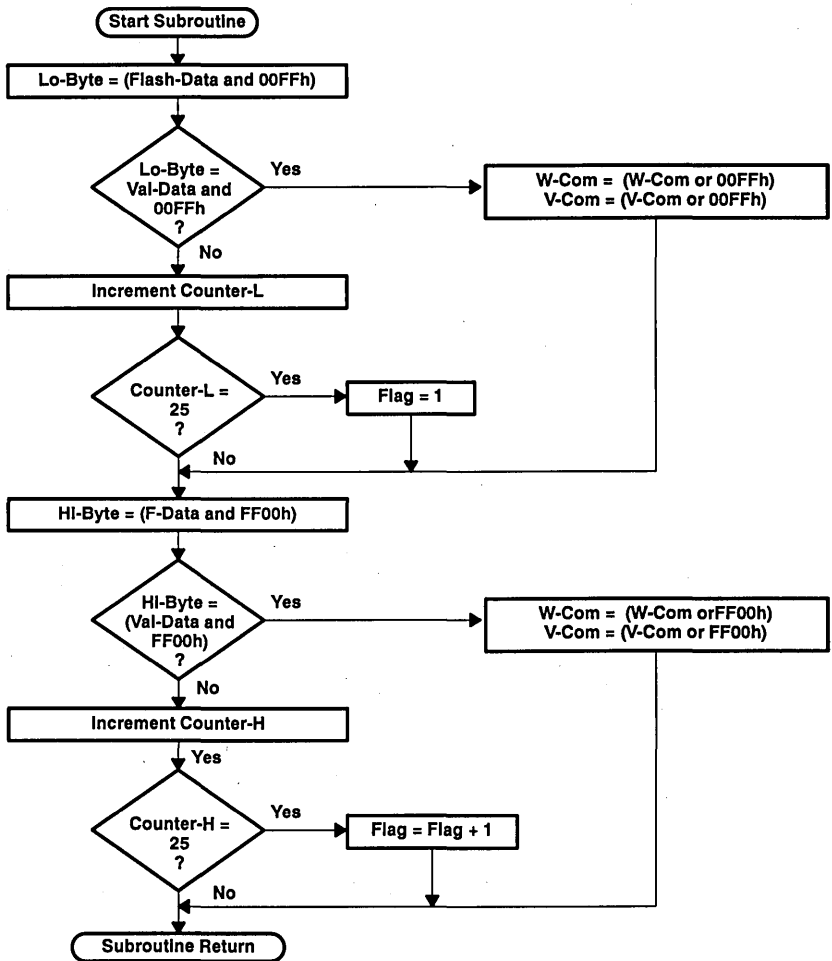 Start Subroutine
Lo-Byte = (Flash-Data and 00FFh)
Lo-Byte =
Val-Data and
00FFh
?
Yes
W-Com = (W-Com or 00FFh)
V-Com = (V-Com or 00FFh)
No
Increment Counter-L
Counter-L =
25
?
Yes
Flag = 1
No
HI-Byte = (F-Data and FF00h)
HI-Byte =
(Val-Data and
FF00h)
?
Yes
W-Com = (W-Com orFF00h)
V-Com = (V-Com or FF00h)
No
Increment Counter-H
Yes
Counter-H =
25
?
Yes
Flag = Flag + 1
No
Subroutine Return